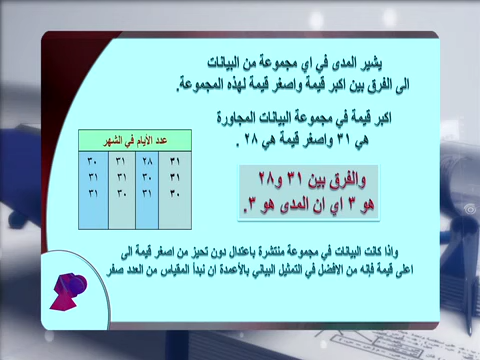 يشير المدى في اي مجموعة من البيانات
الى الفرق بين اكبر قيمة واصغر قيمة لهذه المجموعة.
اكبر قيمة في مجموعة البيانات المجاورة
هي ٣١ واصغر قيمة هي ٢٨ .
عدد الأيام في الشهر
٣١ ٢٨ ٣١ ٣٠
٣١ ٣٠ ٣١ ٣١
٣٠ ٣١ ٣٠ ٣١
والفرق بين ٣١ و٢٨
هو ٣ اي ان المدى هو ٣.
واذا كانت البيانات في مجموعة منتشرة باعتدال دون تحيز من اصغر قيمة الى
اعلى قيمة فإنه من الافضل في التمثيل البياني بالأعمدة ان نبدأ المقياس من العدد صفر